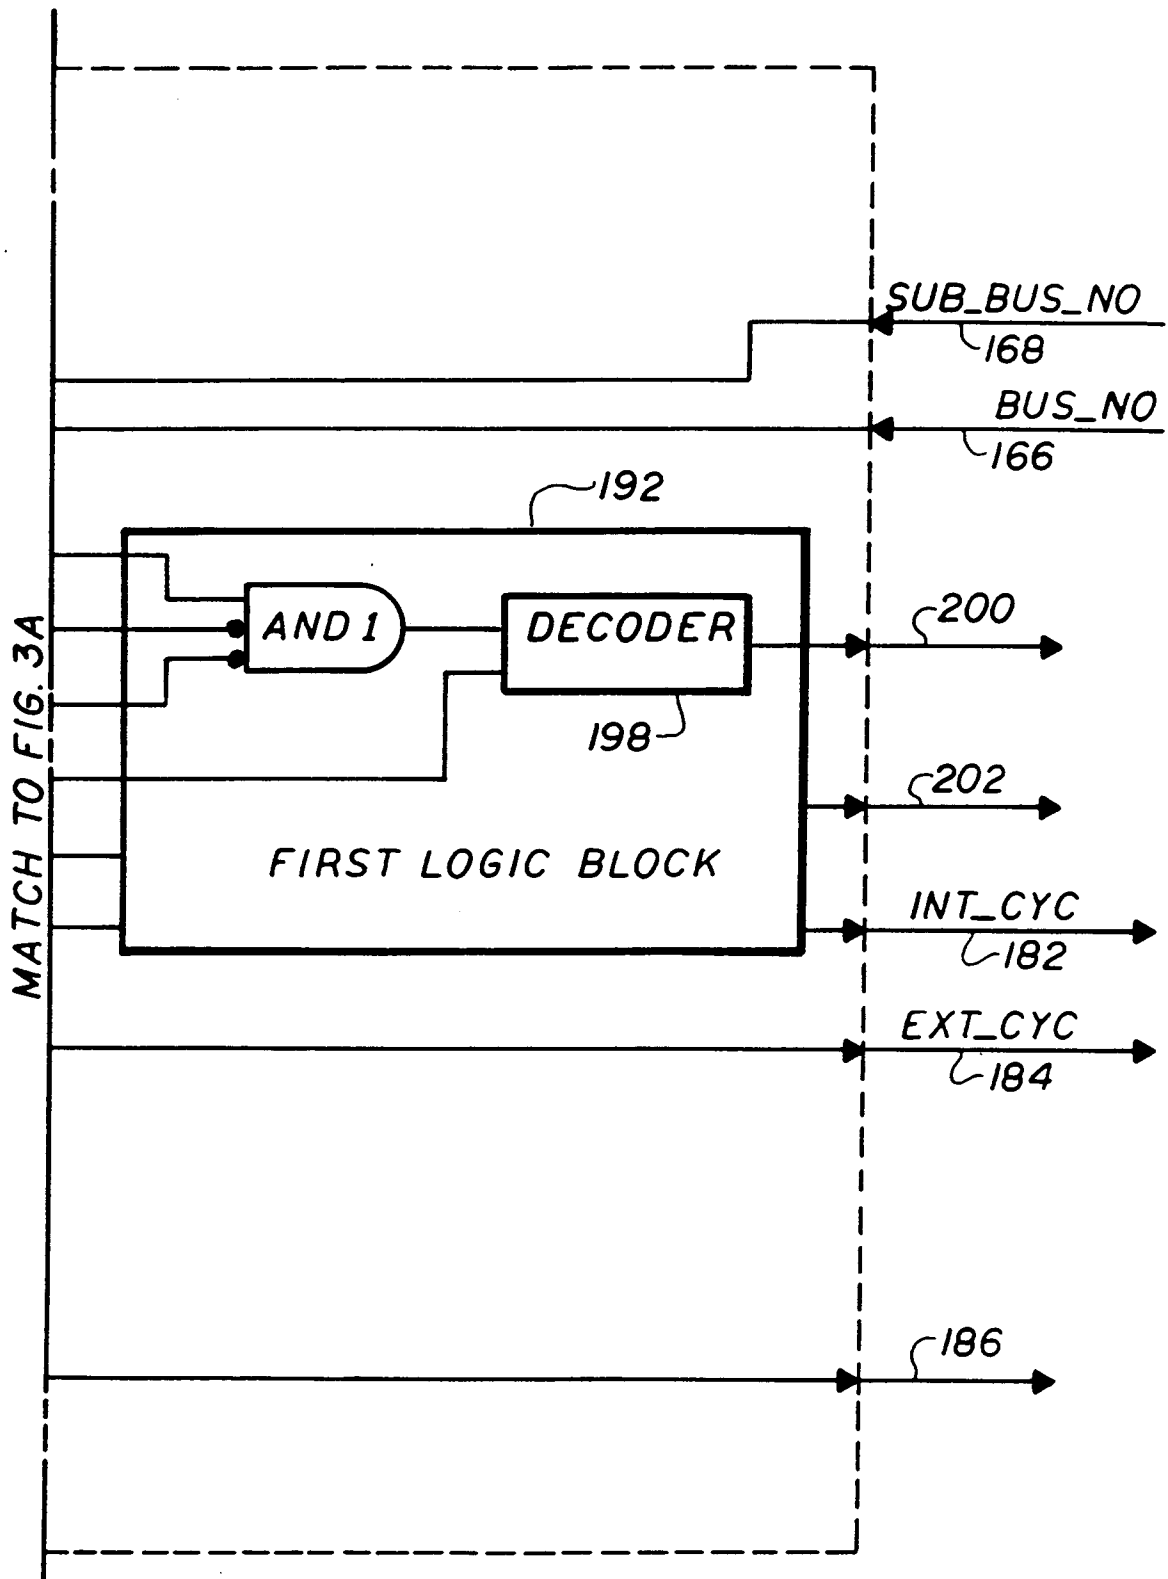 SUB_BUS_NO
168
BUS_NO
166
192
AND 1
DECODER
200
198
202
FIRST LOGIC BLOCK
INT_CYC
182
EXT_CYC
184
186
MATCH TO FIG. 3A